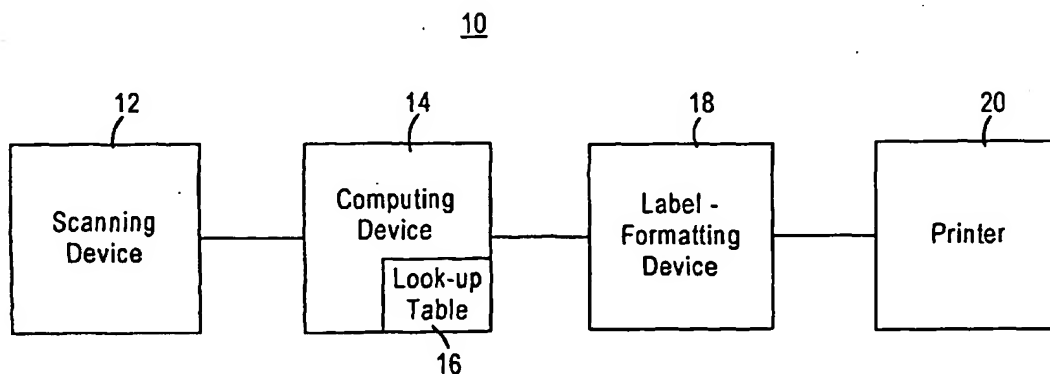 10
12
14
18
20
Scanning
Device
Computing
Device
Look-up
Table
16
Label -
Formatting
Device
Printer